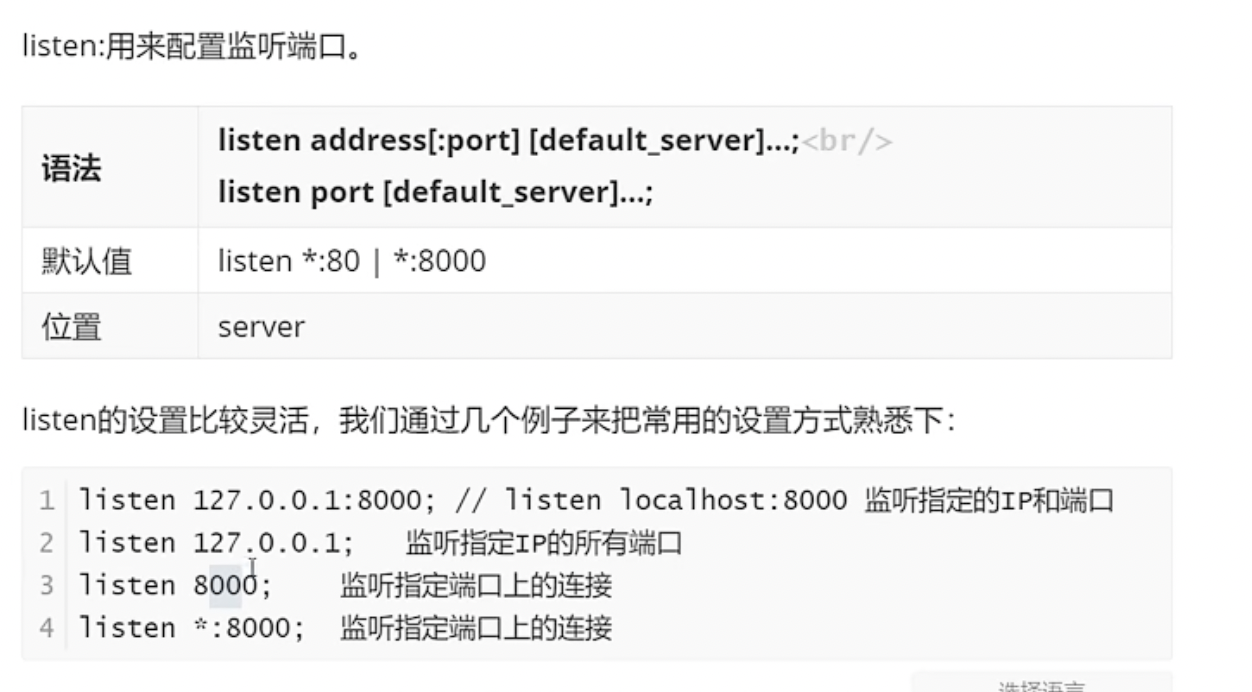 listen:用来配置监听端口。
语法
listen address[:port] [default_server]...;<br/>
listen port [default_server]...;
默认值
listen *:80 | *:8000
位置
server
listen的设置比较灵活，我们通过几个例子来把常用的设置方式熟悉下：
1 listen 127.0.0.1:8000; // listen localhost:8000 监听指定的IP和端口
2 listen 127.0.0.1; 监听指定IP的所有端口
3 listen 8000; 监听指定端口上的连接
4 listen *:8000; 监听指定端口上的连接
选择语言